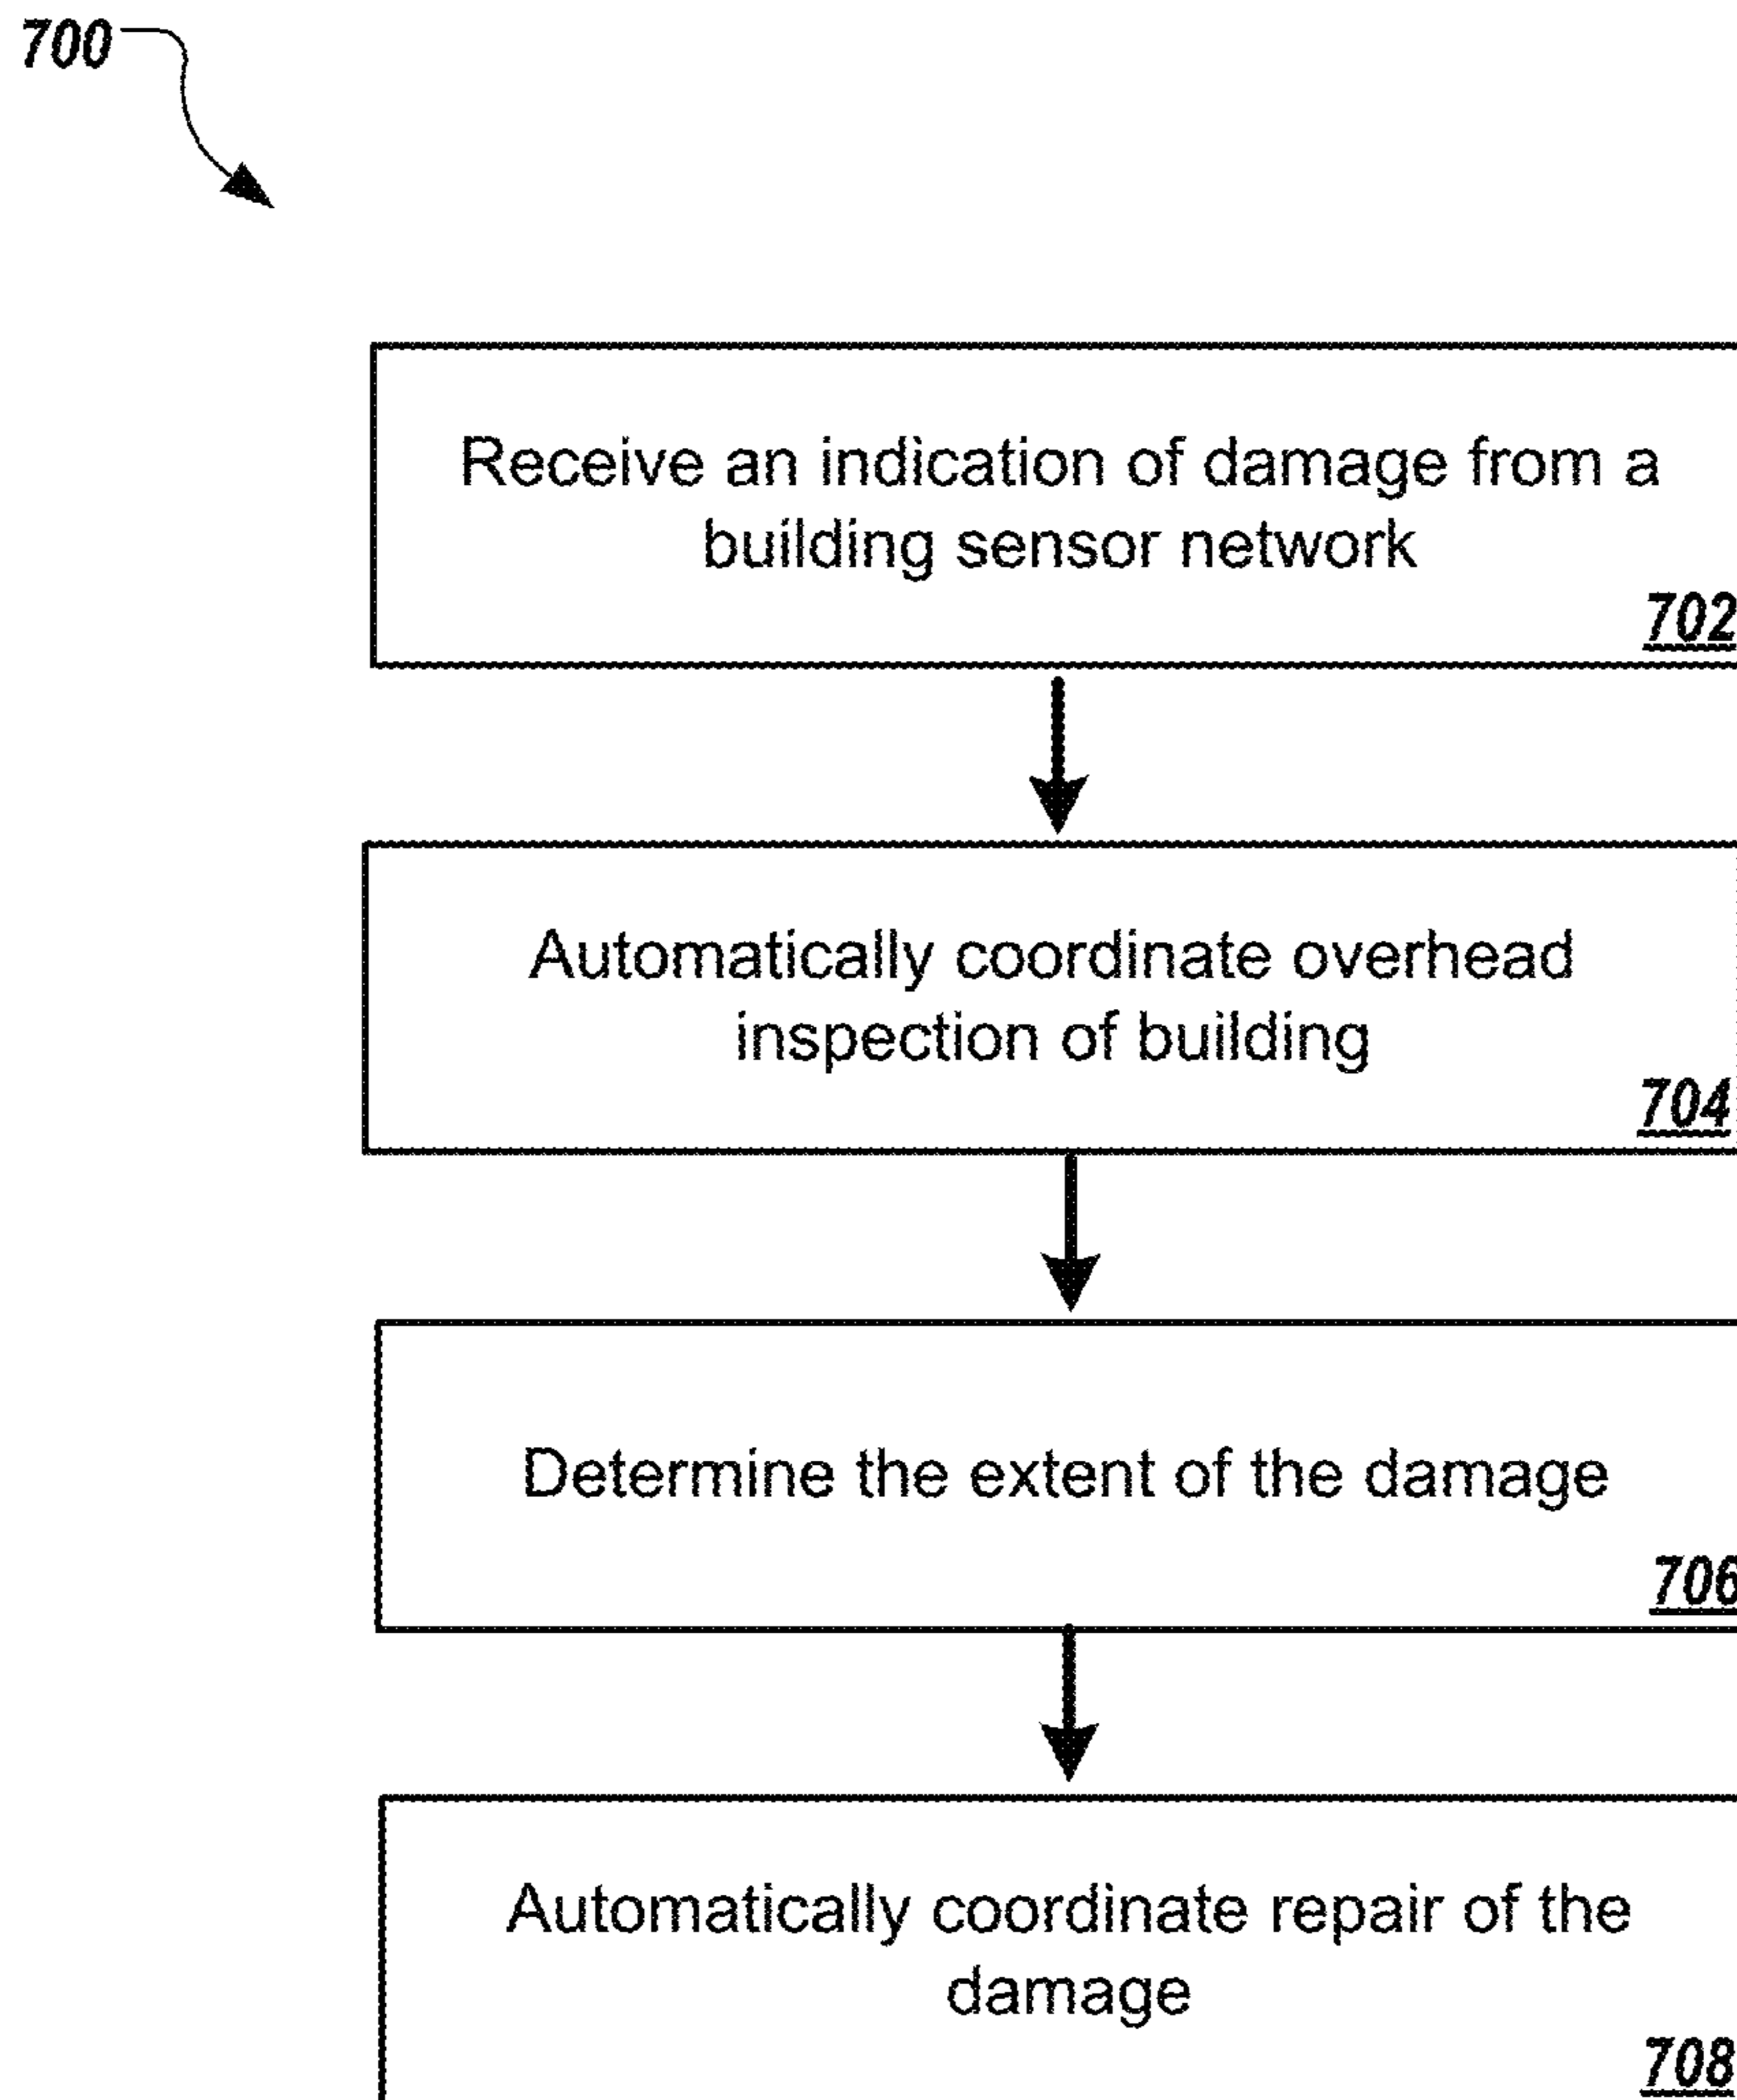 700
Receive an indication of damage from a
building sensor network
702
Automatically coordinate overhead
inspection of building
704
Determine the extent of the damage
706
Automatically coordinate repair of the
damage
708